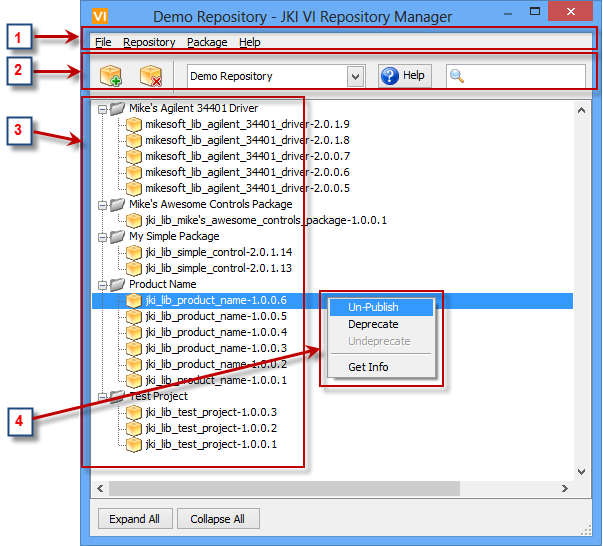 VI Demo Repository - JKI VI Repository Manager
1
File Repository Package Help
2
Demo Repository
? Help
3
Mike's Agilent 34401 Driver
mikesoft_lib_agilent_34401_driver-2.0.1.9
mikesoft_lib_agilent_34401_driver-2.0.1.8
mikesoft_lib_agilent_34401_driver-2.0.0.7
mikesoft_lib_agilent_34401_driver-2.0.0.6
mikesoft_lib_agilent_34401_driver-2.0.0.5
Mike's Awesome Controls Package
jki_lib_mike's_awesome_controls_package-1.0.0.1
My Simple Package
jki_lib_simple_control-2.0.1.14
jki_lib_simple_control-2.0.1.13
Product Name
jki_lib_product_name-1.0.0.6
jki_lib_product_name-1.0.0.5
jki_lib_product_name-1.0.0.4
jki_lib_product_name-1.0.0.3
jki_lib_product_name-1.0.0.2
jki_lib_product_name-1.0.0.1
Un-Publish
Deprecate
Undeprecate
Get Info
4
Test Project
jki_lib_test_project-1.0.0.3
jki_lib_test_project-1.0.0.2
jki_lib_test_project-1.0.0.1
Expand All
Collapse All